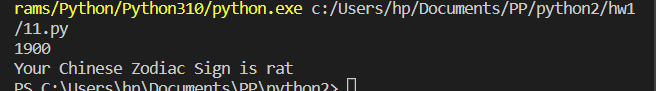 rams/Python/Python310/python.exe c:/Users/hp/Documents/PP/python2/hw1
/11.py
1900
Your Chinese Zodiac Sign is rat
PS C:\Users\hp\Documents\PP\python2>